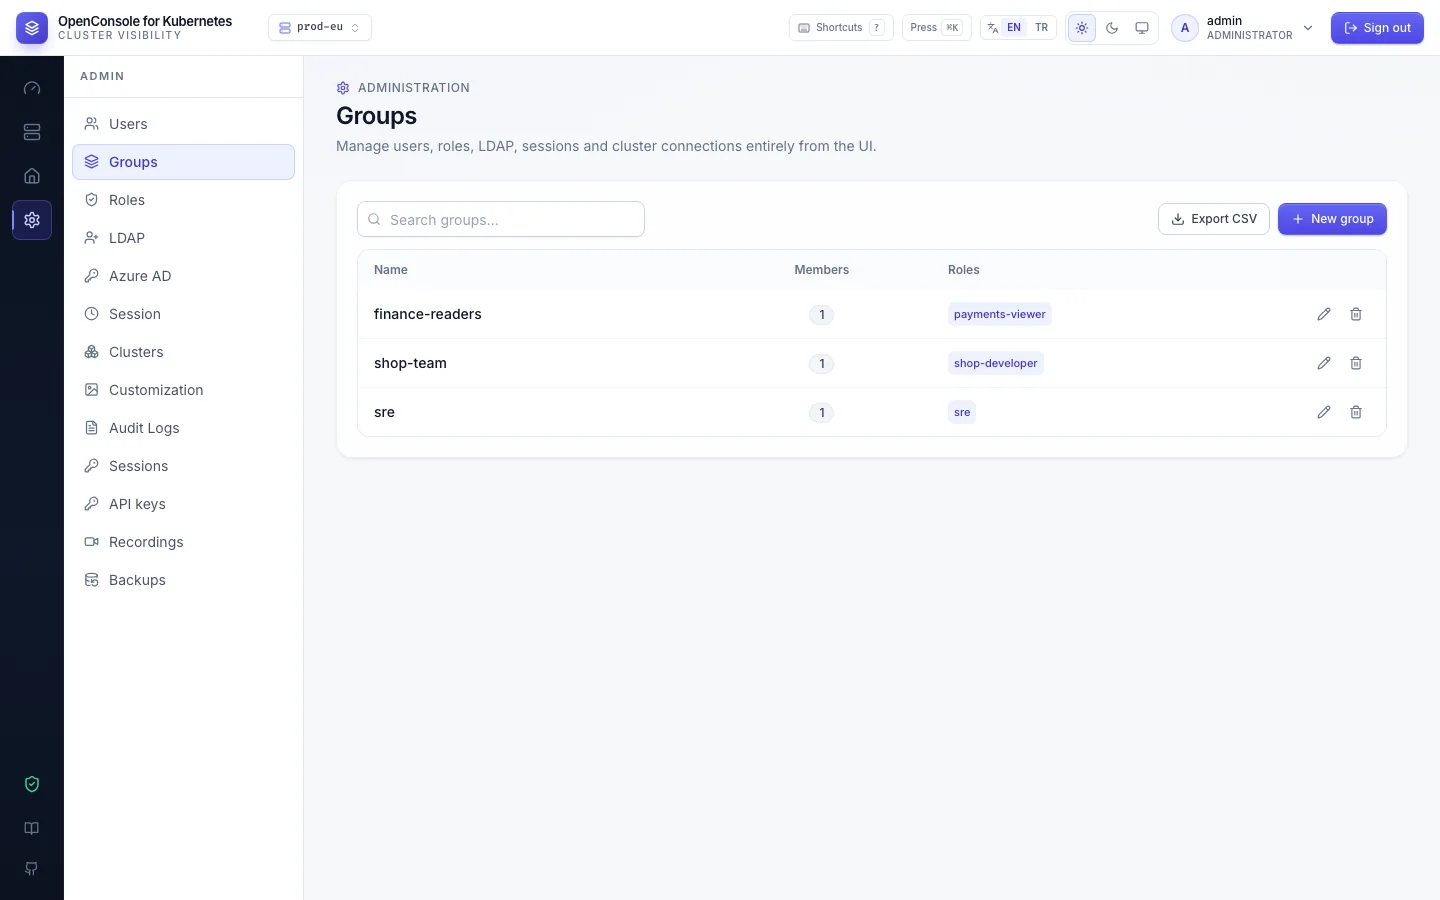 OpenConsole for Kubernetes
CLUSTER VISIBILITY
prod-eu
Shortcuts ?
Press ⌘K
EN TR
A
admin
ADMINISTRATOR
Sign out
ADMIN
Users
Groups
Roles
LDAP
Azure AD
Session
Clusters
Customization
Audit Logs
Sessions
API keys
Recordings
Backups
ADMINISTRATION
Groups
Manage users, roles, LDAP, sessions and cluster connections entirely from the UI.
Search groups...
Export CSV
New group
Name Members Roles
finance-readers 1 payments-viewer
shop-team 1 shop-developer
sre 1 sre